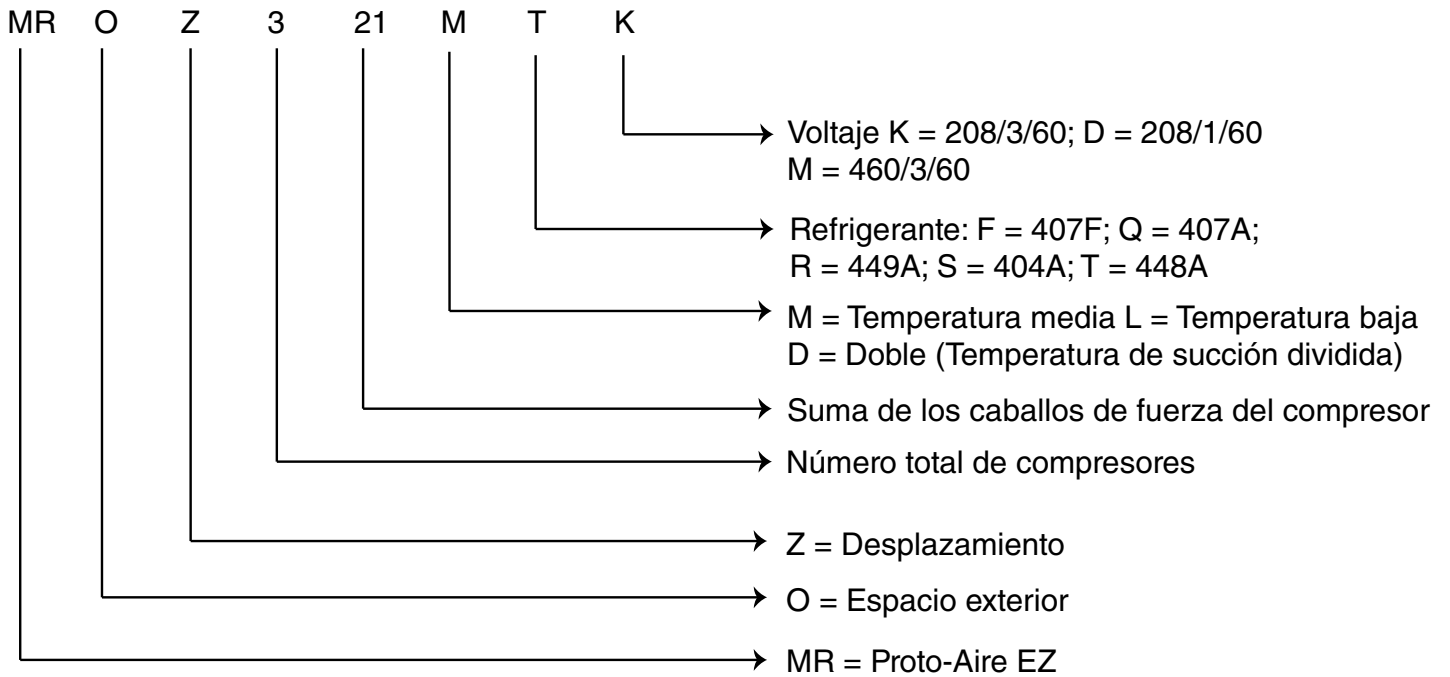 MR O Z 3 21 M T K
Voltaje K = 208/3/60; D = 208/1/60
M = 460/3/60
Refrigerante: F = 407F; Q = 407A;
R = 449A; S = 404A; T = 448A
M = Temperatura media L = Temperatura baja
D = Doble (Temperatura de succión dividida)
Suma de los caballos de fuerza del compresor
Número total de compresores
Z = Desplazamiento
O = Espacio exterior
MR = Proto-Aire EZ